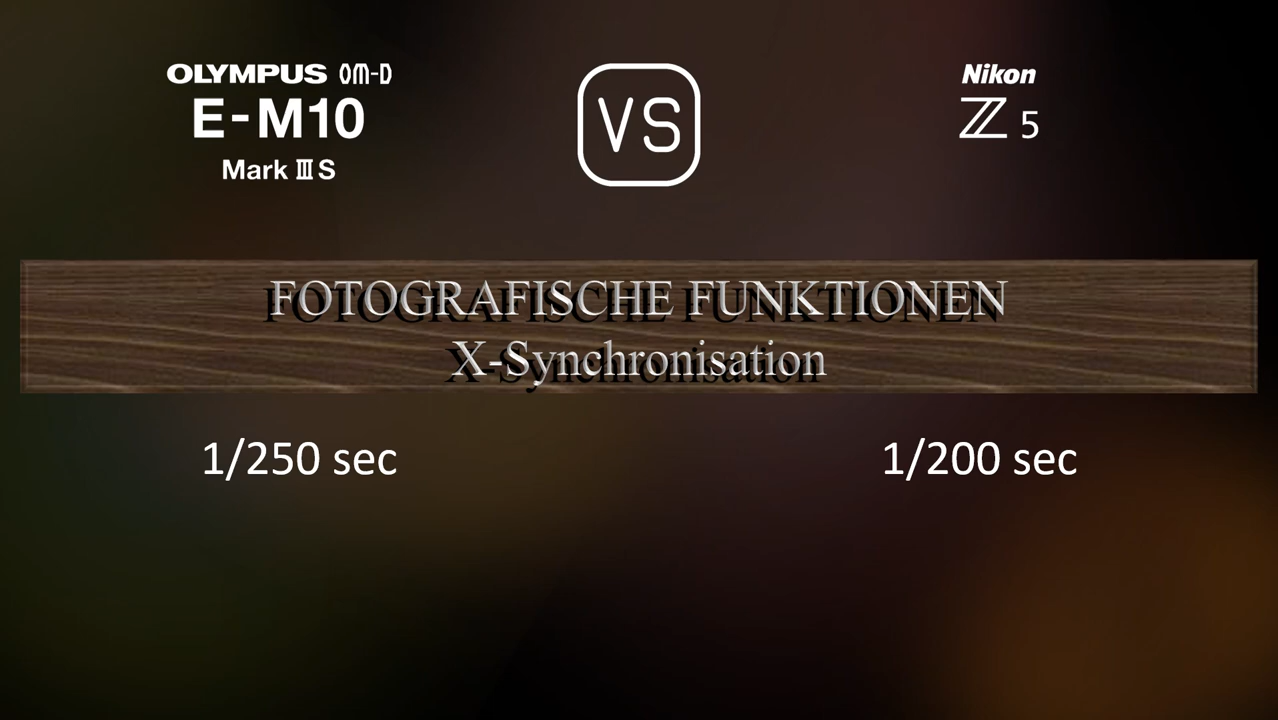 OLYMPUS OM-D
E-M10
Mark III S
VS
Nikon
Z 5
FOTOGRAFISCHE FUNKTIONEN
X-Synchronisation
1/250 sec
1/200 sec